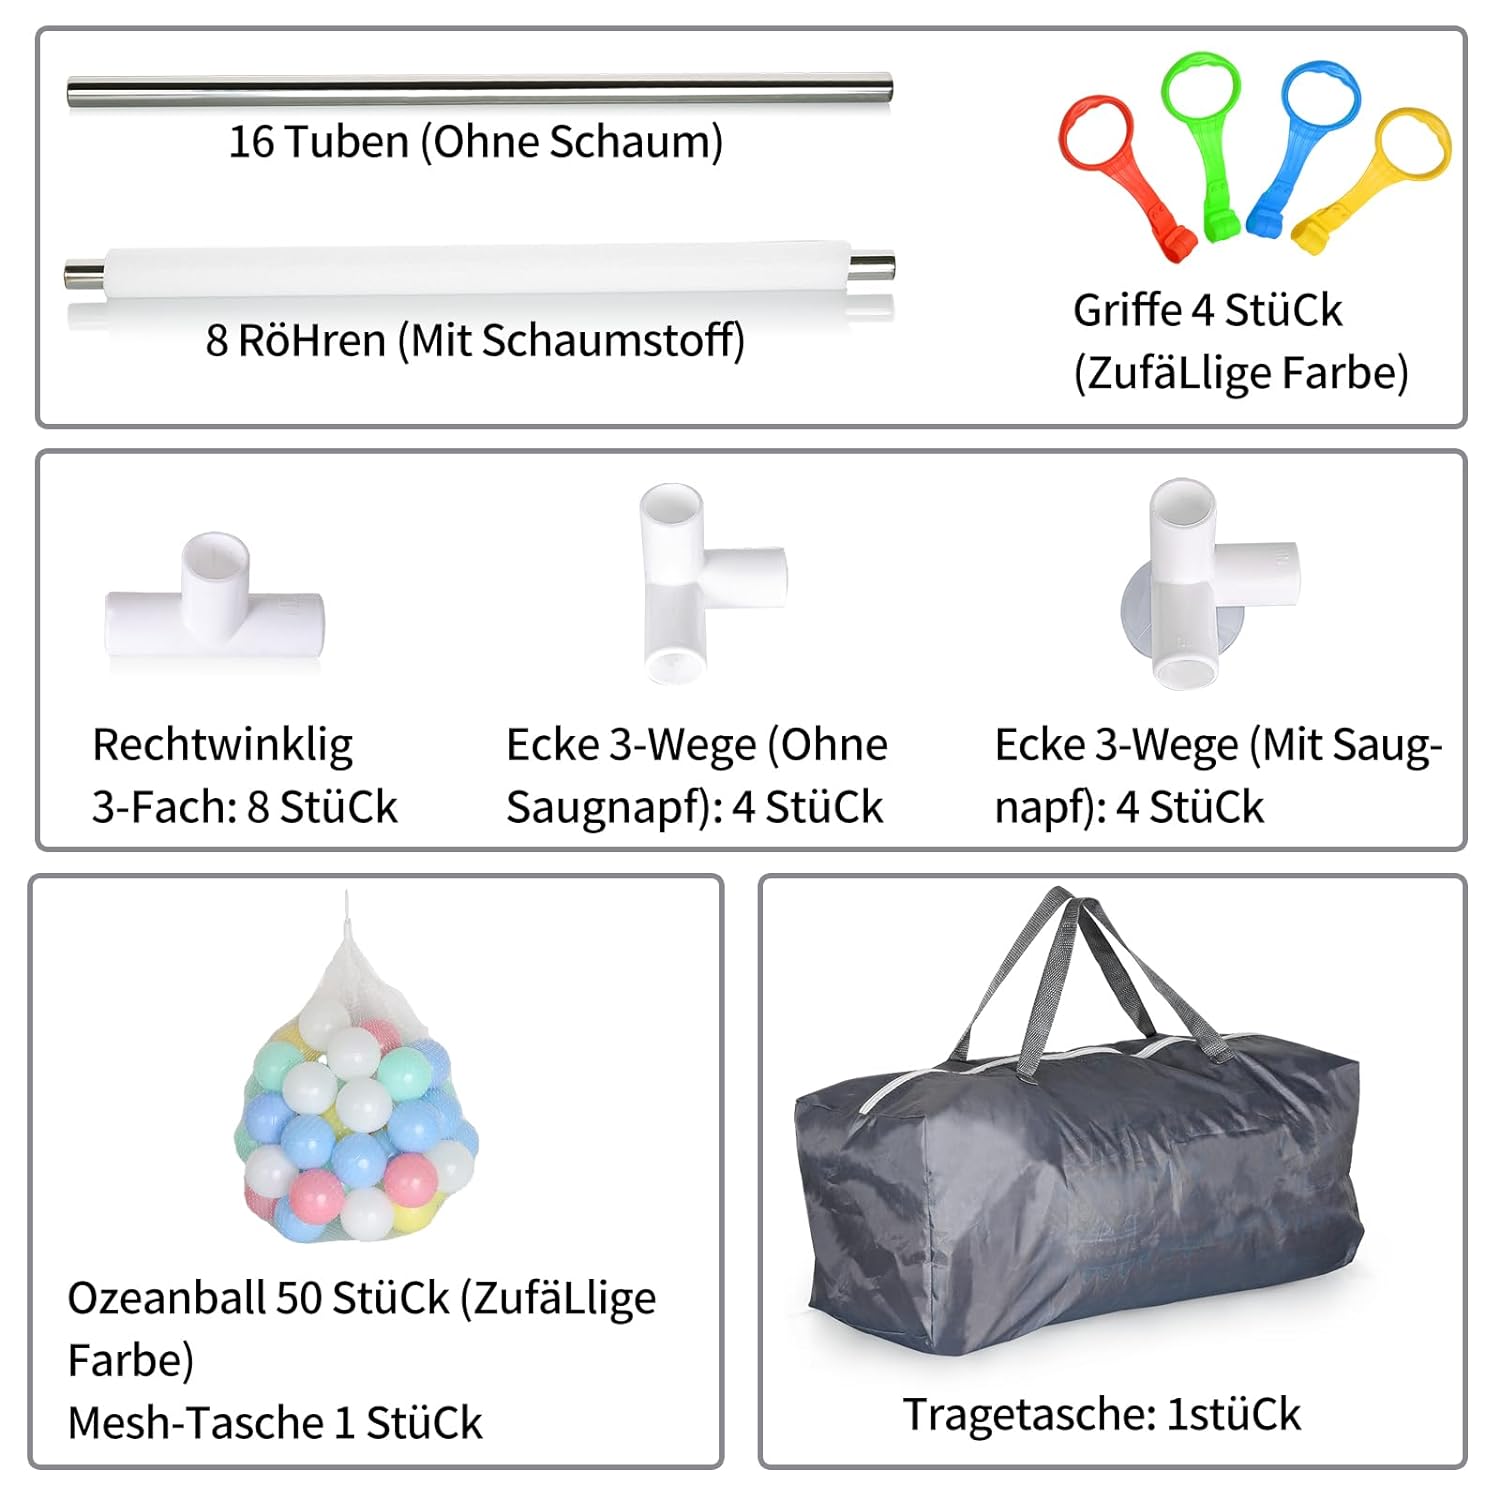 16 Tuben (Ohne Schaum)
8 RöHren (Mit Schaumstoff)
Griffe 4 StüCk
(ZufäLlige Farbe)
Rechtwinklig
3-Fach: 8 StüCk
Ecke 3-Wege (Ohne
Saugnapf): 4 StüCk
Ecke 3-Wege (Mit Saug-
napf): 4 StüCk
Ozeanball 50 StüCk (ZufäLlige
Farbe)
Mesh-Tasche 1 StüCk
Tragetasche: 1stüCk